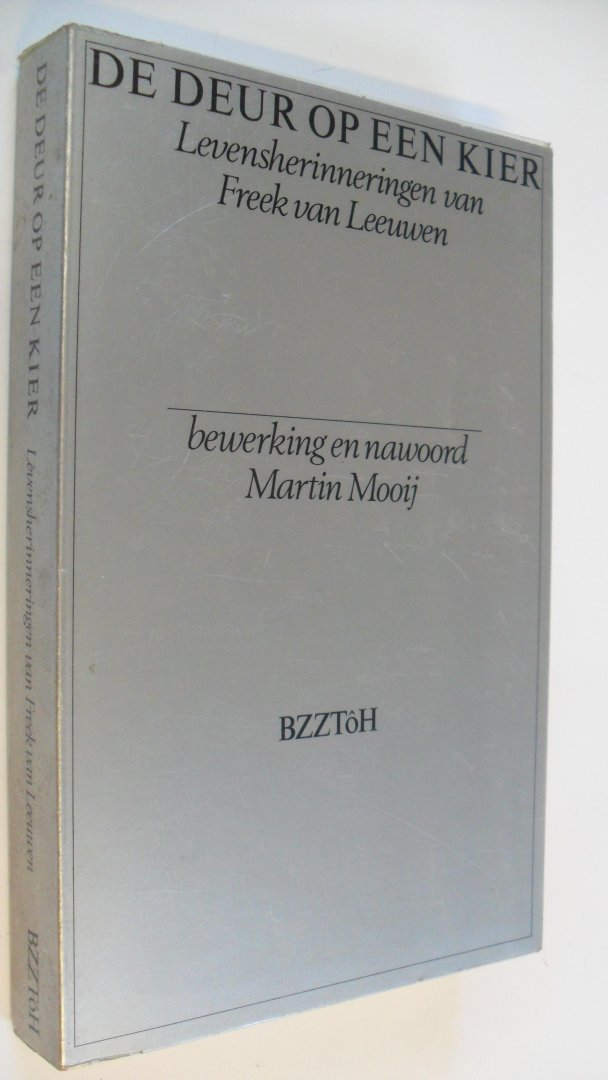 DE DEUR OP EEN KIER
Levensherinneringen van
Freek van Leeuwen
bewerking en nawoord
Martin Mooij
BZZTôH
DE DEUR OP EEN KIER Levensherinneringen van Freek van Leeuwen BZZTôH